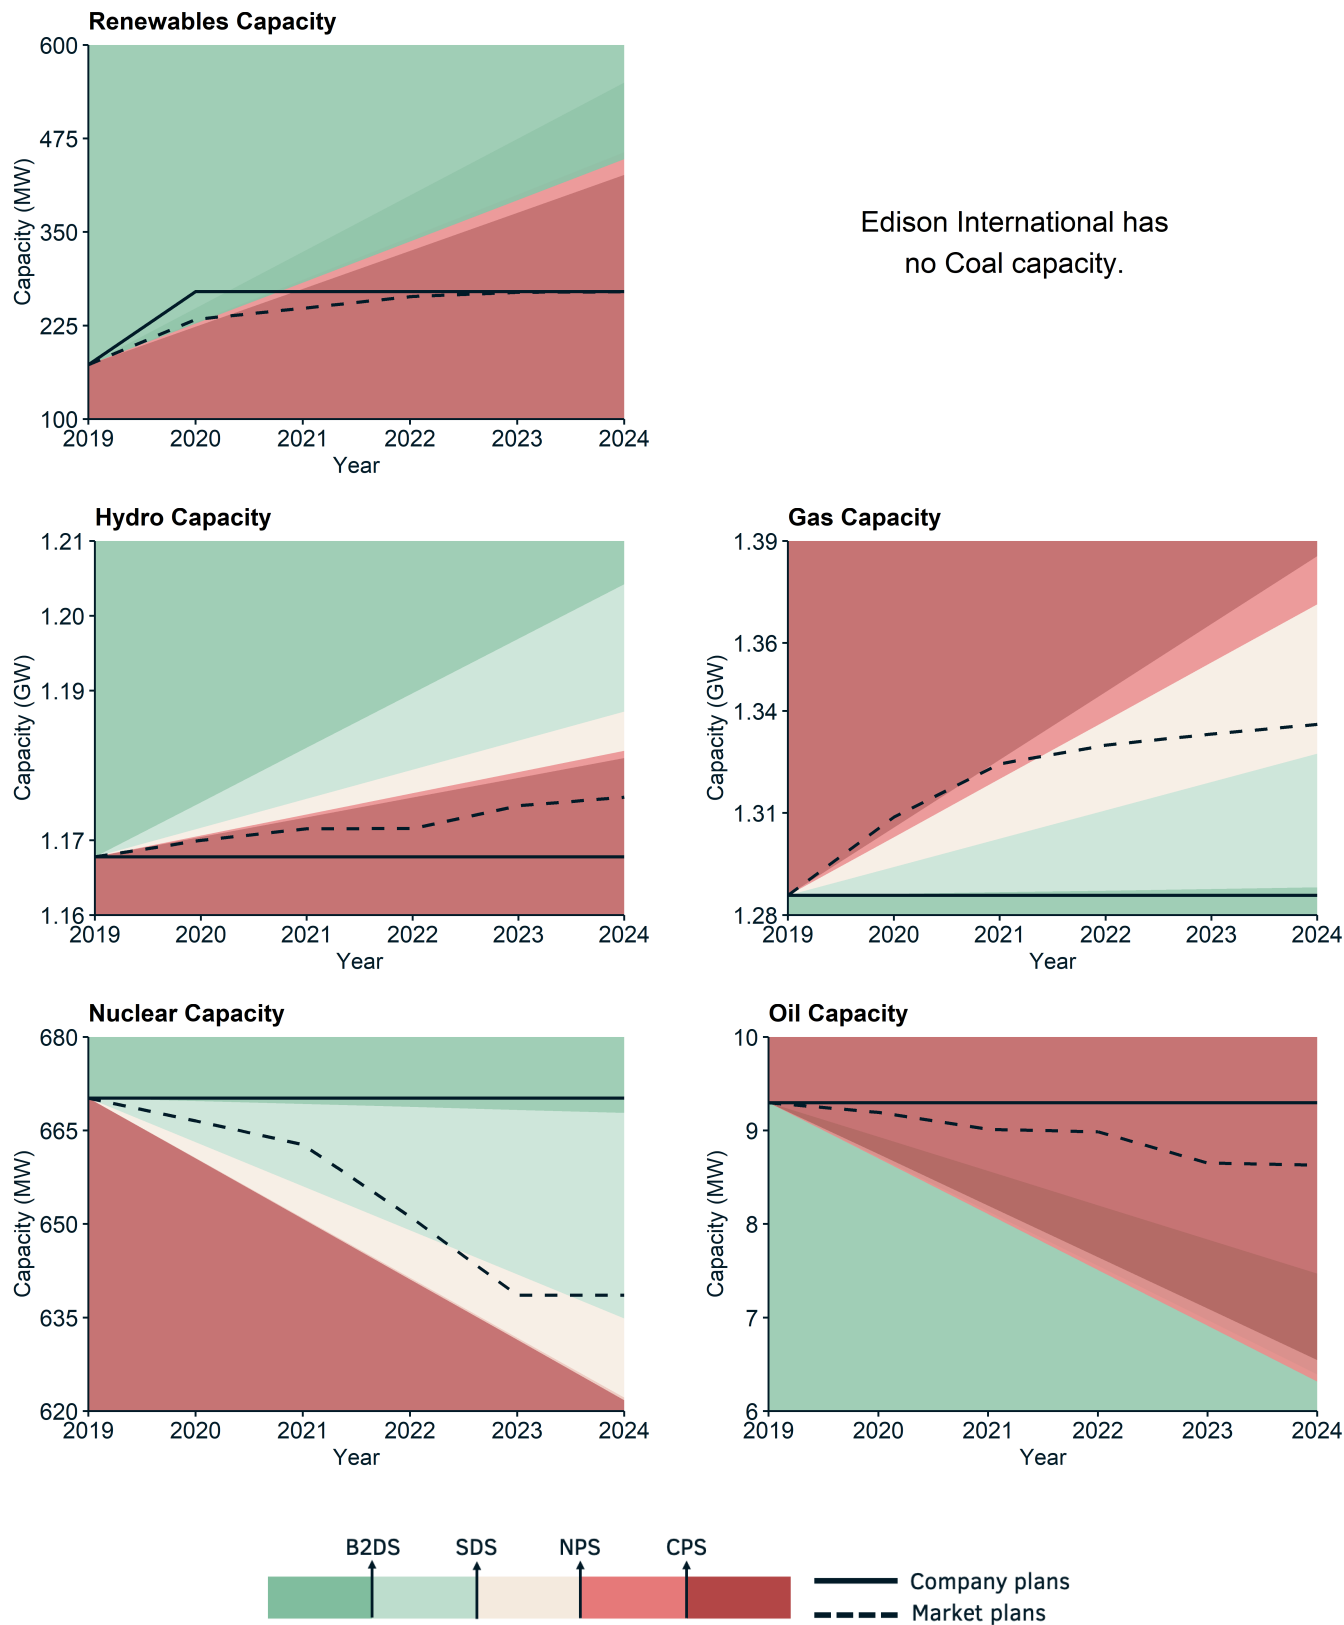 Renewables Capacity
600
475
350
225
100
Capacity (MW)
2019 2020 2021 2022 2023 2024
Year
Edison International has
no Coal capacity.
Hydro Capacity
1.21
1.20
1.19
1.17
1.16
Capacity (GW)
2019 2020 2021 2022 2023 2024
Year
Gas Capacity
1.39
1.36
1.34
1.31
1.28
Capacity (GW)
2019 2020 2021 2022 2023 2024
Year
Nuclear Capacity
680
665
650
635
620
Capacity (MW)
2019 2020 2021 2022 2023 2024
Year
Oil Capacity
10
9
8
7
6
Capacity (MW)
2019 2020 2021 2022 2023 2024
Year
B2DS SDS NPS CPS
Company plans
Market plans